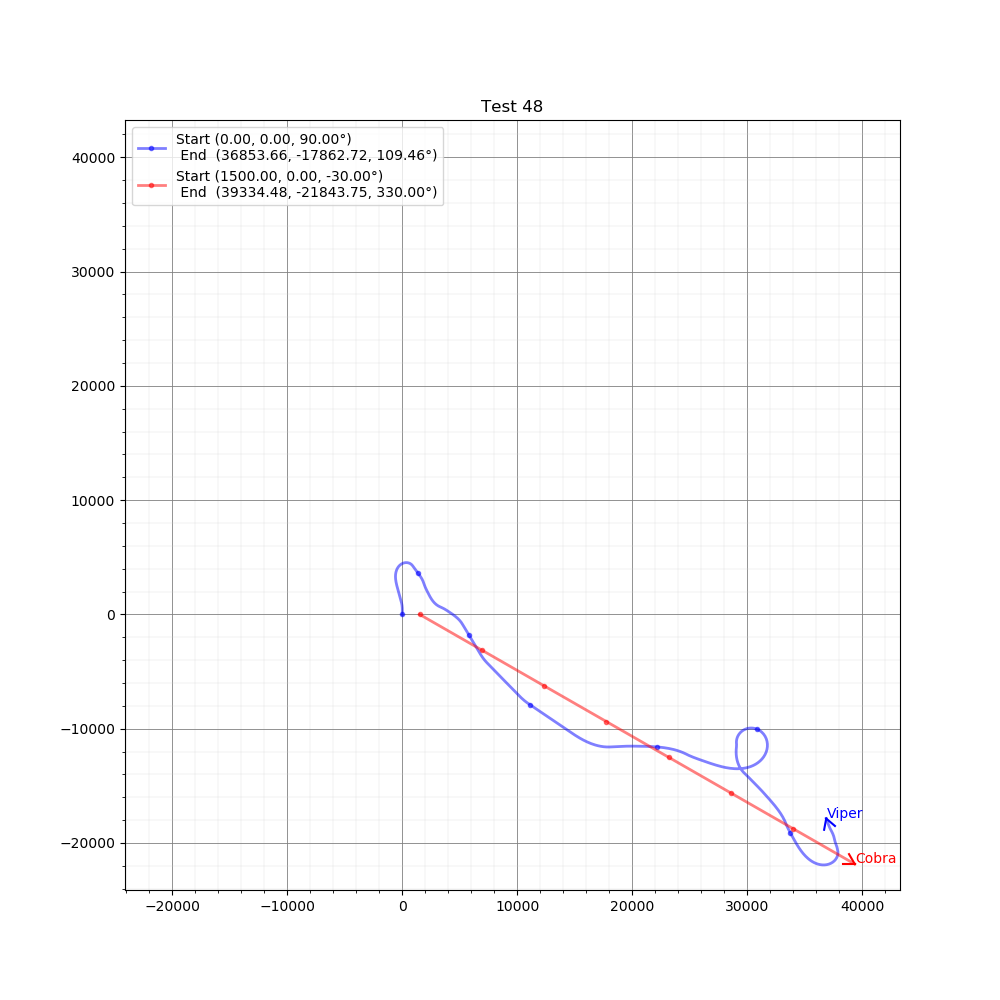 Test 48
Start (0.00, 0.00, 90.00°)
End  (36853.66, -17862.72, 109.46°)
Start (1500.00, 0.00, -30.00°)
End  (39334.48, -21843.75, 330.00°)
40000
30000
20000
10000
0
−10000
−20000
Viper
Cobra
−20000 −10000 0 10000 20000 30000 40000